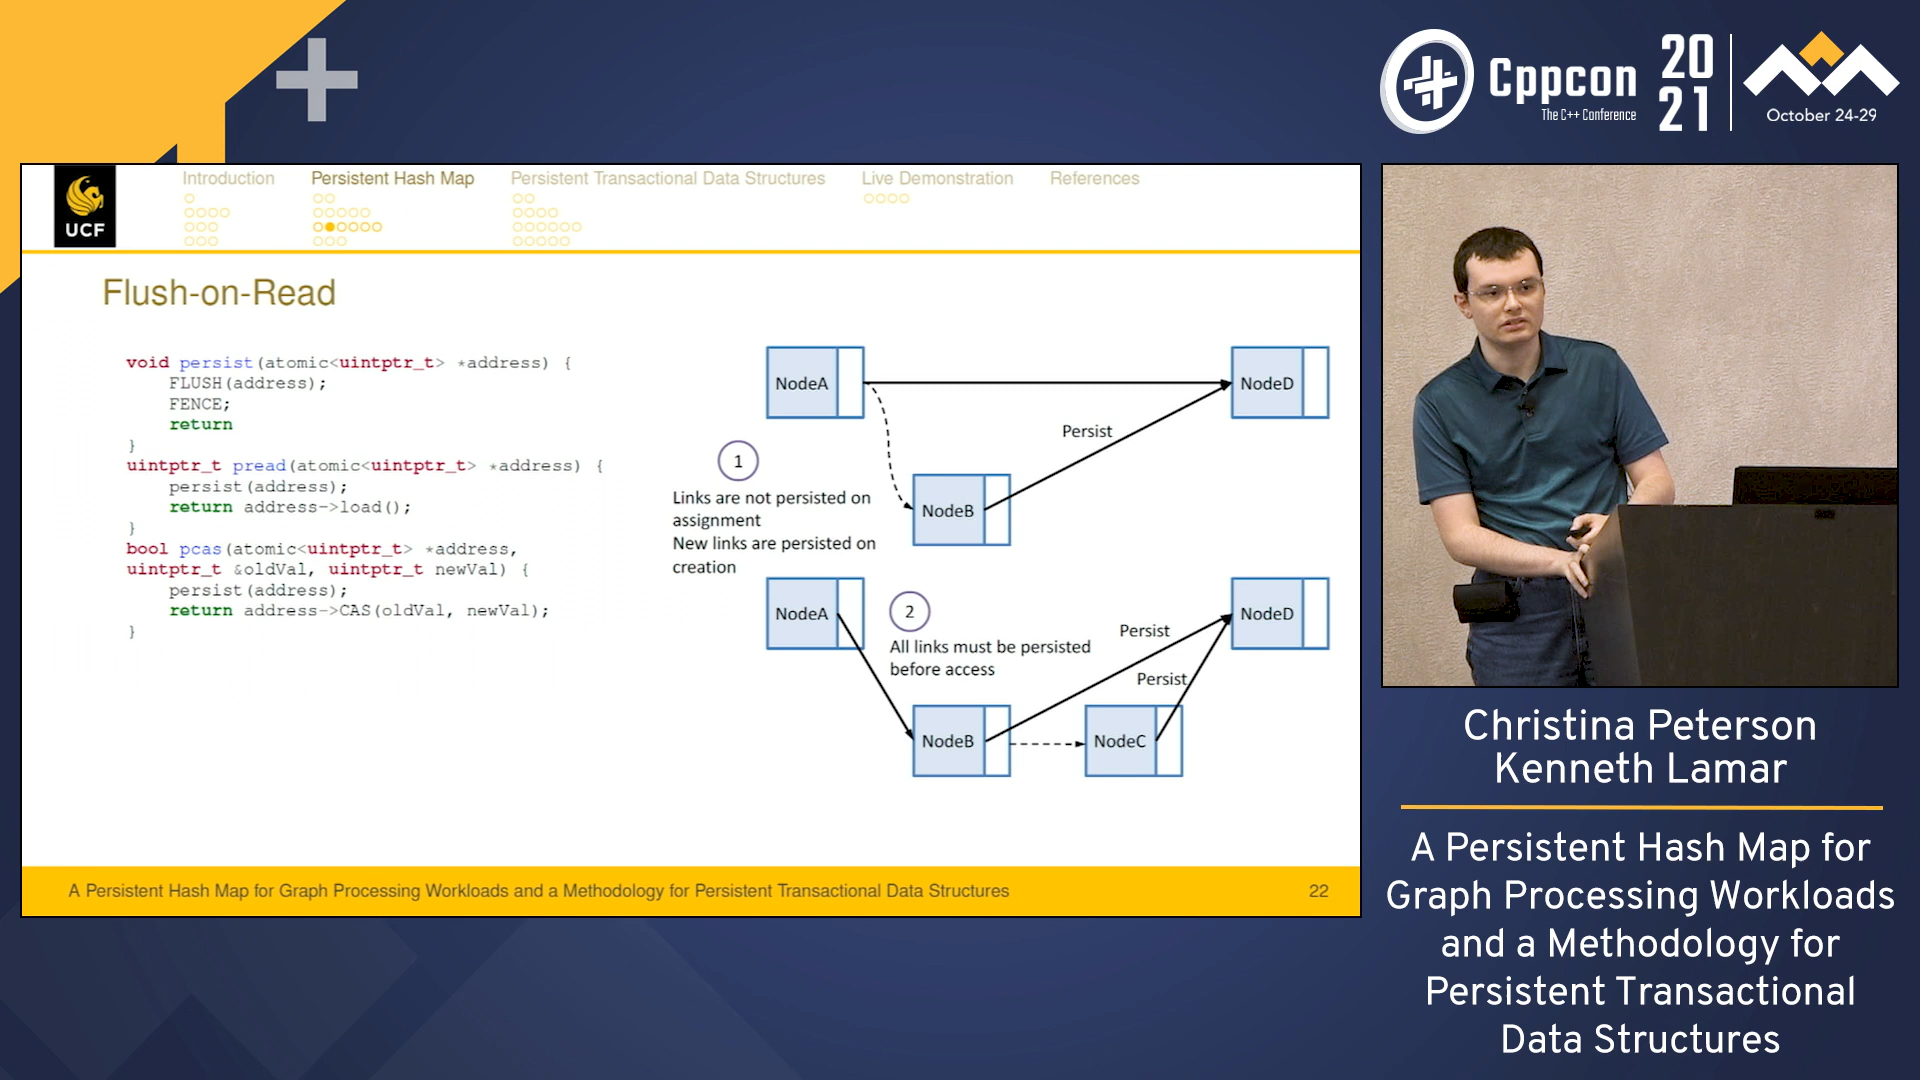 Cppcon
The C++ Conference
20
21
October 24-29
UCF
Introduction
Persistent Hash Map
Persistent Transactional Data Structures
Live Demonstration
References
Flush-on-Read
void persist(atomic<uintptr_t> *address) {
FLUSH(address);
FENCE;
return
}
uintptr_t pread(atomic<uintptr_t> *address) {
persist(address);
return address->load();
}
bool pcas(atomic<uintptr_t> *address,
uintptr_t &oldVal, uintptr_t newVal) {
persist(address);
return address->CAS(oldVal, newVal);
}
NodeA
NodeD
Persist
1
Links are not persisted on
assignment
New links are persisted on
creation
NodeB
NodeA
2
All links must be persisted
before access
Persist
NodeD
Persist
NodeB
NodeC
A Persistent Hash Map for Graph Processing Workloads and a Methodology for Persistent Transactional Data Structures
22
Christina Peterson
Kenneth Lamar
A Persistent Hash Map for
Graph Processing Workloads
and a Methodology for
Persistent Transactional
Data Structures